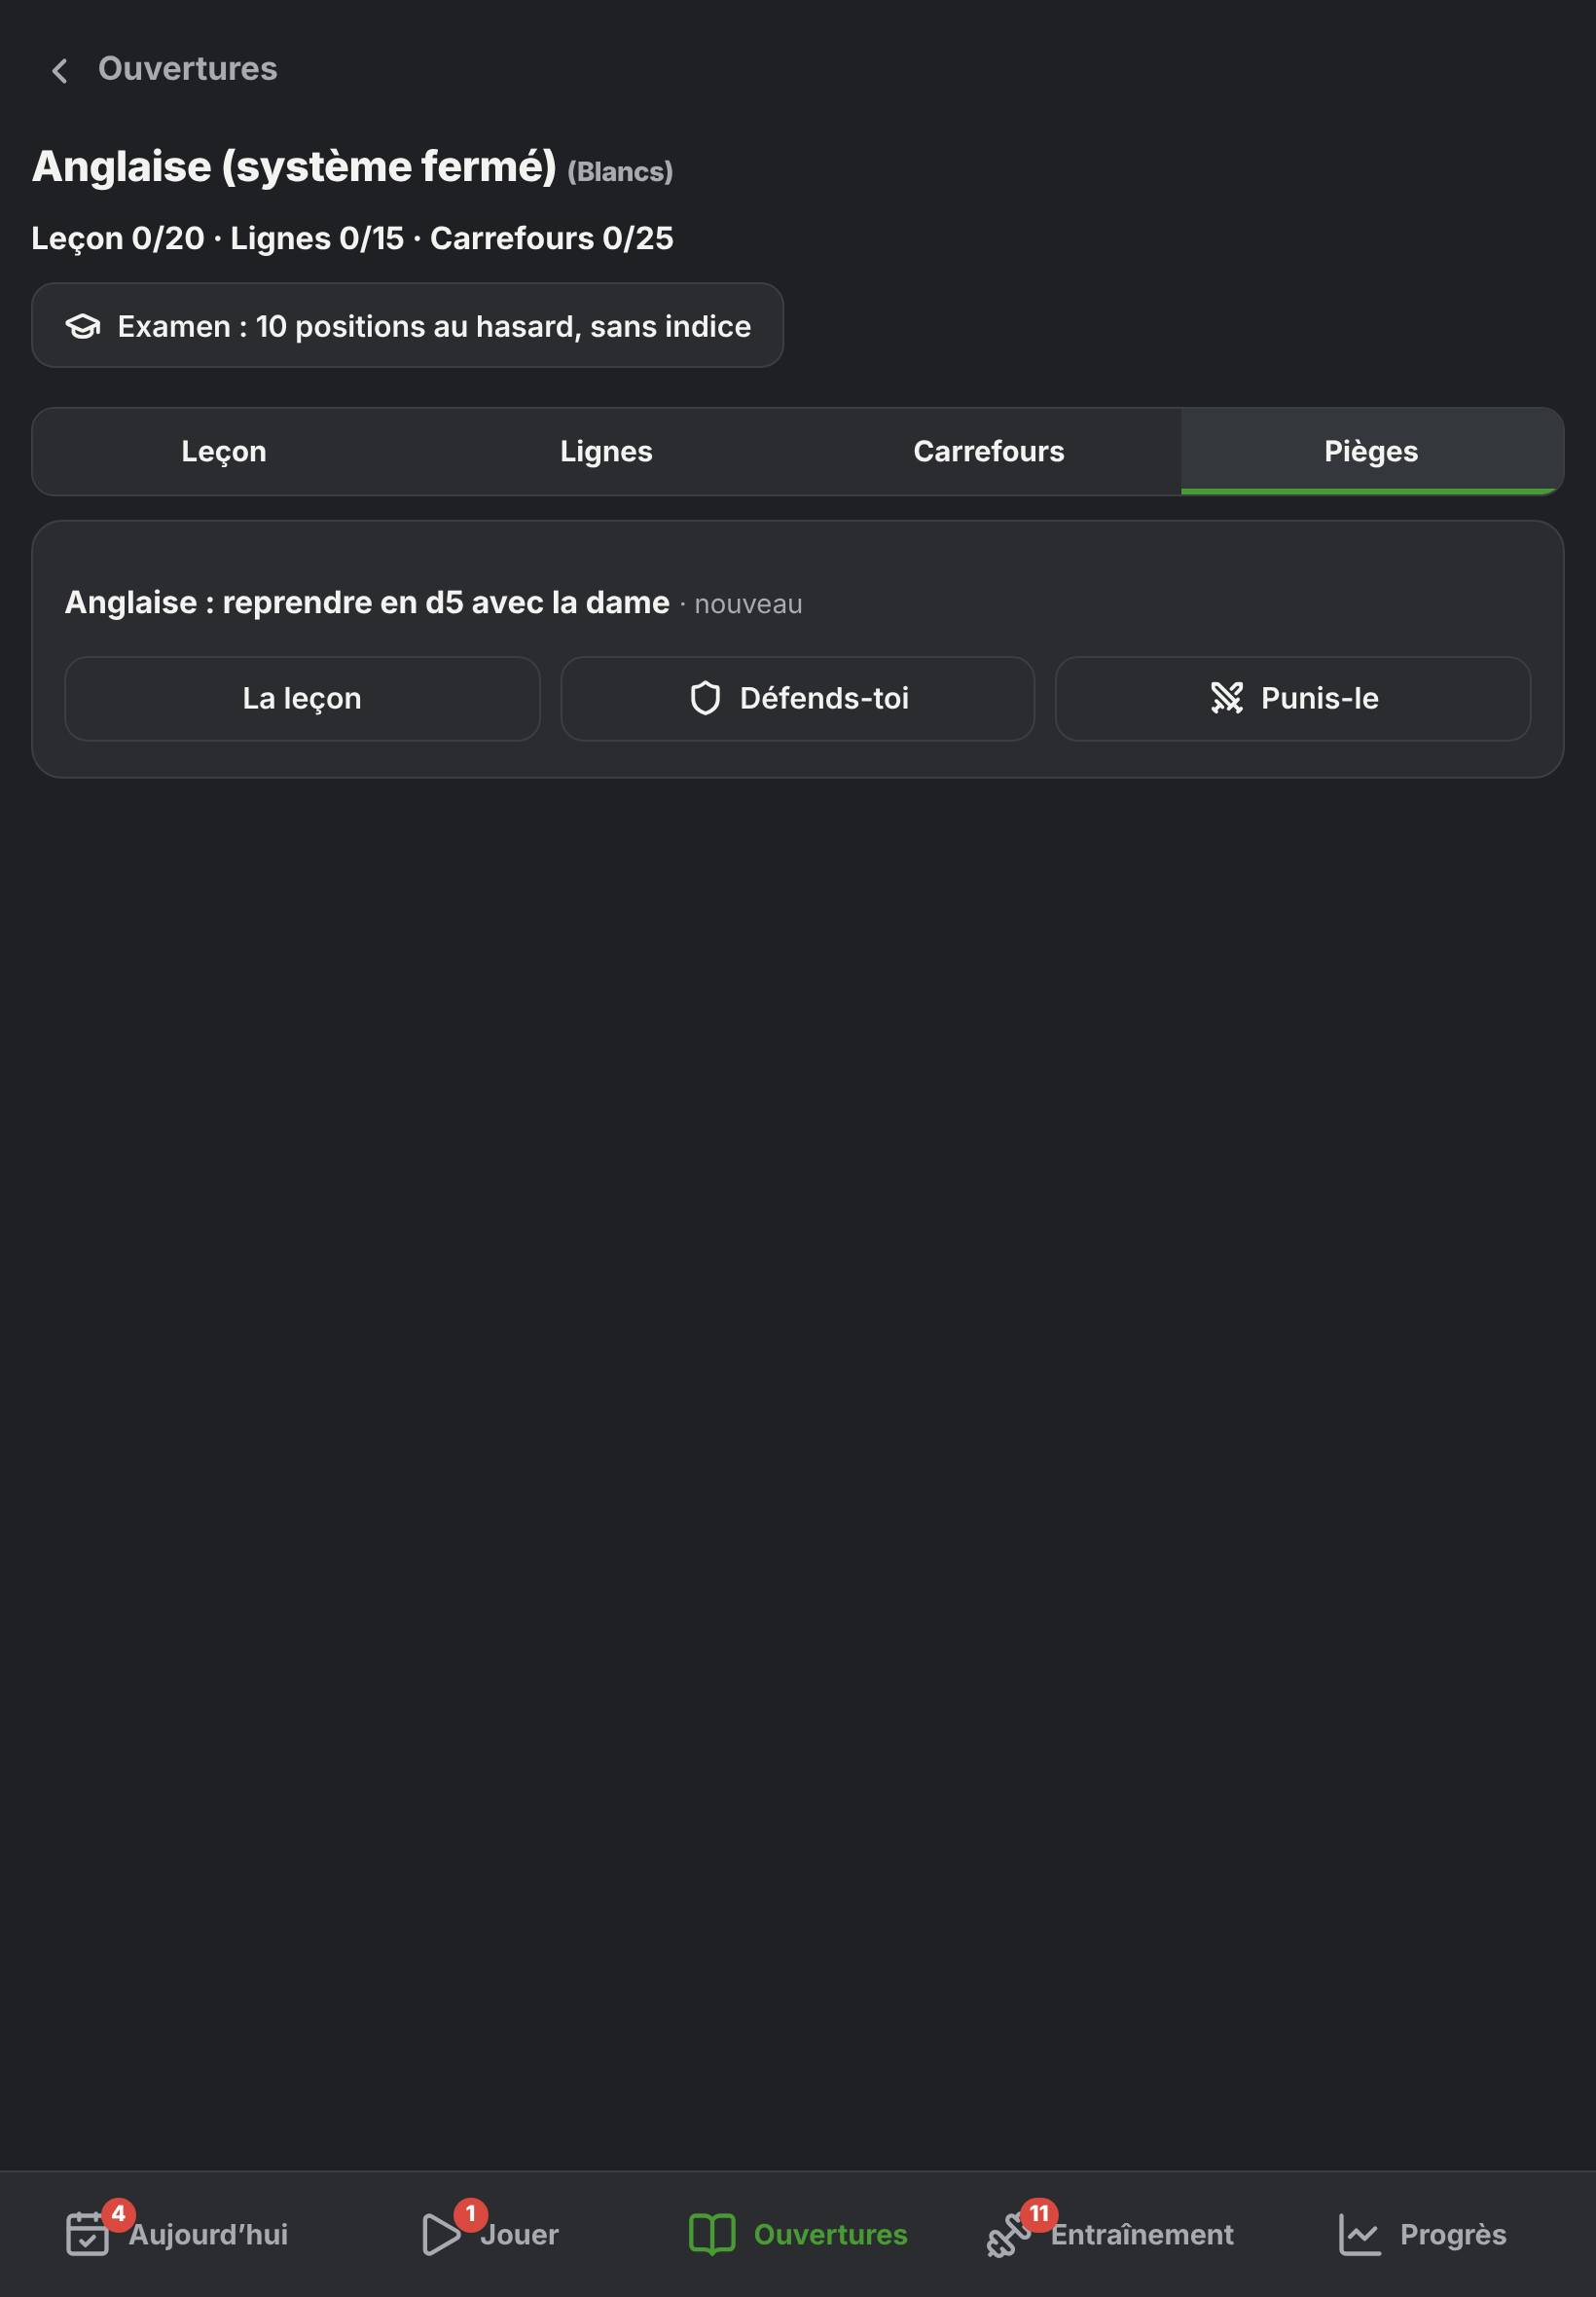 Ouvertures
Anglaise (système fermé) (Blancs)
Leçon 0/20 · Lignes 0/15 · Carrefours 0/25
Examen : 10 positions au hasard, sans indice
Leçon Lignes Carrefours Pièges
Anglaise : reprendre en d5 avec la dame · nouveau
La leçon Défends-toi Punis-le
4 Aujourd’hui 1 Jouer Ouvertures 11 Entraînement Progrès